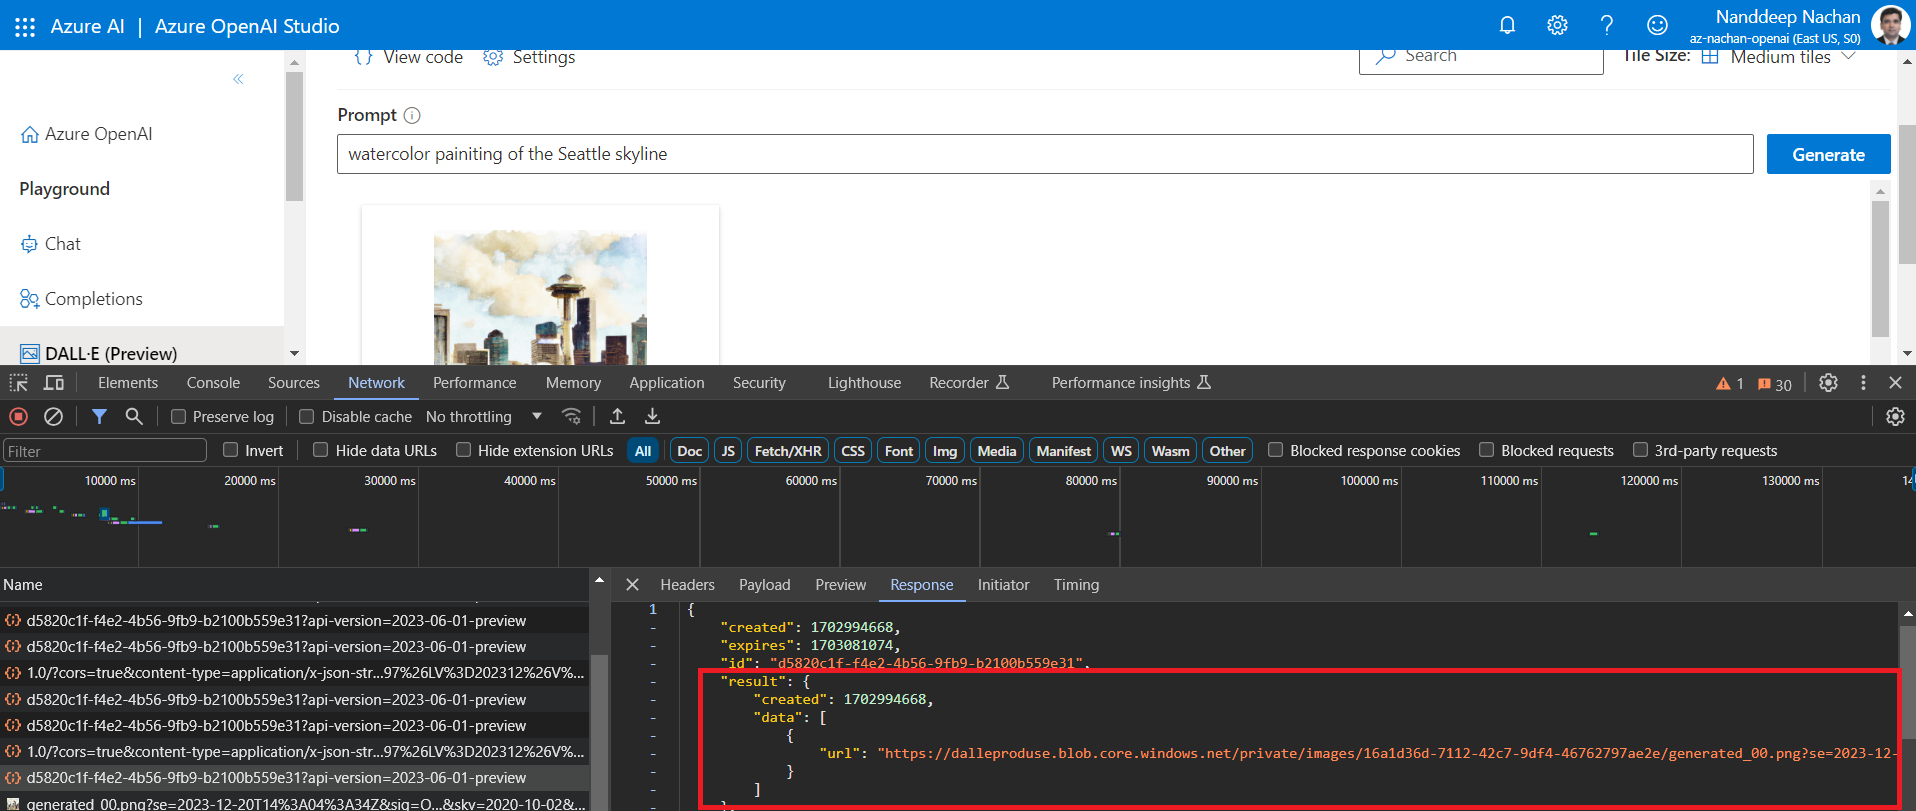 Azure AI | Azure OpenAI Studio
Nanddeep Nachan
az-nachan-openai (East US, S0)
{} View code Settings
Search
Tile Size: Medium tiles
Azure OpenAI
Playground
Chat
Completions
DALL·E (Preview)
Prompt
watercolor painiting of the Seattle skyline
Generate
Elements Console Sources Network Performance Memory Application Security Lighthouse Recorder Performance insights
1 30
Preserve log Disable cache No throttling
Filter Invert Hide data URLs Hide extension URLs All Doc JS Fetch/XHR CSS Font Img Media Manifest WS Wasm Other Blocked response cookies Blocked requests 3rd-party requests
10000 ms 20000 ms 30000 ms 40000 ms 50000 ms 60000 ms 70000 ms 80000 ms 90000 ms 100000 ms 110000 ms 120000 ms 130000 ms 14
Name
d5820c1f-f4e2-4b56-9fb9-b2100b559e31?api-version=2023-06-01-preview
d5820c1f-f4e2-4b56-9fb9-b2100b559e31?api-version=2023-06-01-preview
1.0/?cors=true&content-type=application/x-json-str...97%26LV%3D202312%26V%...
d5820c1f-f4e2-4b56-9fb9-b2100b559e31?api-version=2023-06-01-preview
d5820c1f-f4e2-4b56-9fb9-b2100b559e31?api-version=2023-06-01-preview
1.0/?cors=true&content-type=application/x-json-str...97%26LV%3D202312%26V%...
d5820c1f-f4e2-4b56-9fb9-b2100b559e31?api-version=2023-06-01-preview
generated_00.png?se=2023-12-20T14%3A04%3A34Z&sig=O...&skv=2020-10-02&...
Headers Payload Preview Response Initiator Timing
1 {
- "created": 1702994668,
- "expires": 1703081074,
- "id": "d5820c1f-f4e2-4b56-9fb9-b2100b559e31",
- "result": {
- "created": 1702994668,
- "data": [
- {
- "url": "https://dalleproduse.blob.core.windows.net/private/images/16a1d36d-7112-42c7-9df4-46762797ae2e/generated_00.png?se=2023-12-
- }
- ]
- },